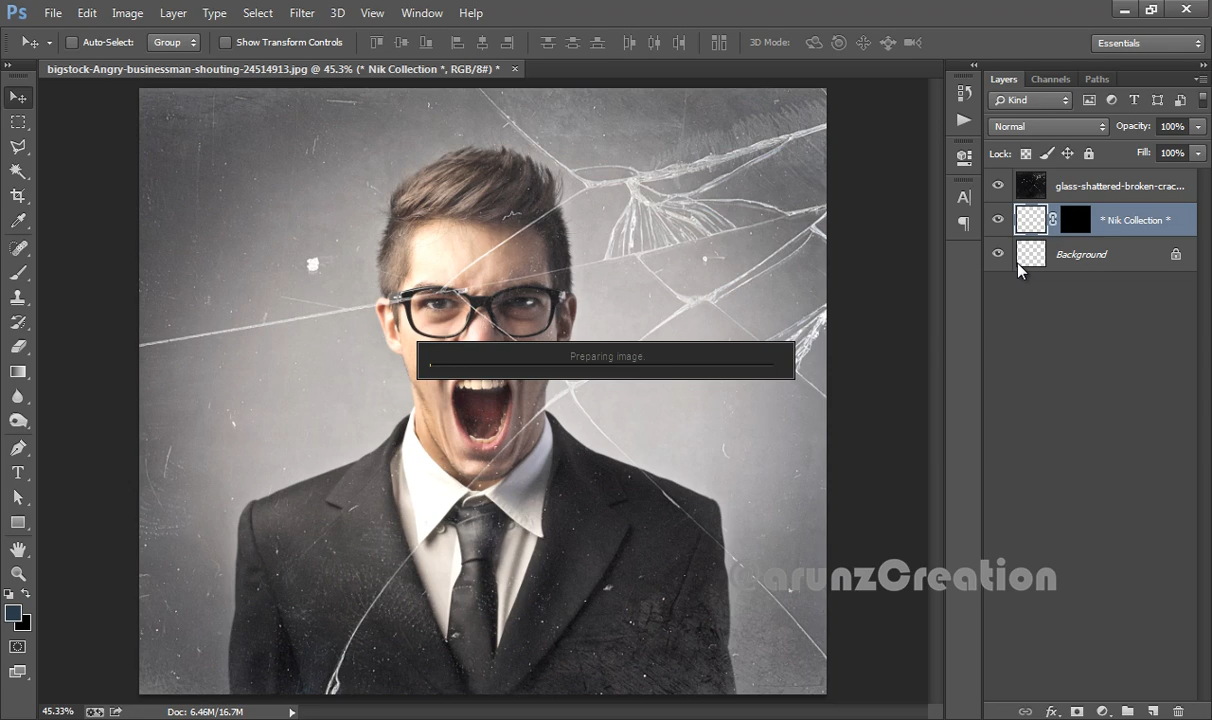 Ps File Edit Image Layer Type Select Filter 3D View Window Help
Auto-Select: Group Show Transform Controls 3D Mode: Essentials
bigstock-Angry-businessman-shouting-24514913.jpg @ 45.3% (* Nik Collection *, RGB/8#) *
Layers Channels Paths
Kind
Normal Opacity: 100%
Lock: Fill: 100%
glass-shattered-broken-crac...
* Nik Collection *
Background
Preparing image.
45.33% Doc: 6.46M/16.7M